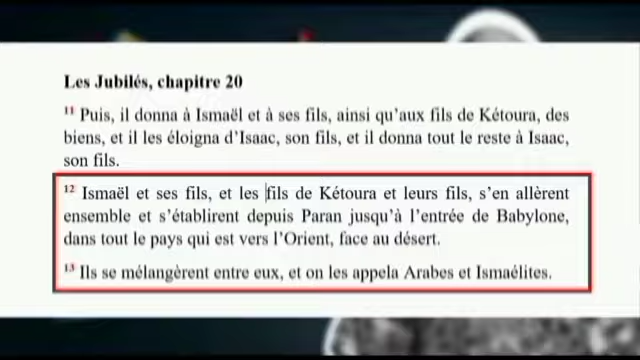 Les Jubilés, chapitre 20
11 Puis, il donna à Ismaël et à ses fils, ainsi qu'aux fils de Kétoura, des
biens, et il les éloigna d'Isaac, son fils, et il donna tout le reste à Isaac,
son fils.
12 Ismaël et ses fils, et les fils de Kétoura et leurs fils, s'en allèrent
ensemble et s'établirent depuis Paran jusqu'à l'entrée de Babylone,
dans tout le pays qui est vers l'Orient, face au désert.
13 Ils se mélangèrent entre eux, et on les appela Arabes et Ismaélites.